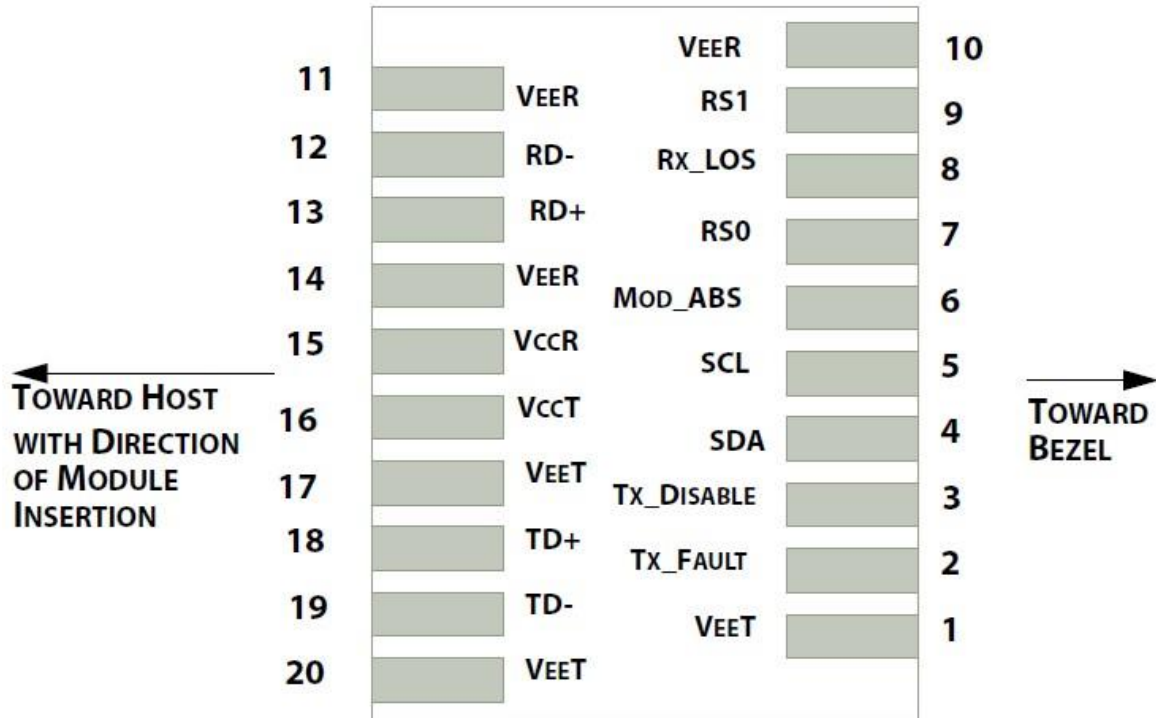 11 VEER
12 RD-
13 RD+
14 VEER
15 VCCR
16 VCCT
17 VEET
18 TD+
19 TD-
20 VEET
VEER 10
RS1 9
RX_LOS 8
RS0 7
MOD_ABS 6
SCL 5
SDA 4
TX_DISABLE 3
TX_FAULT 2
VEET 1
TOWARD HOST
WITH DIRECTION
OF MODULE
INSERTION
TOWARD
BEZEL